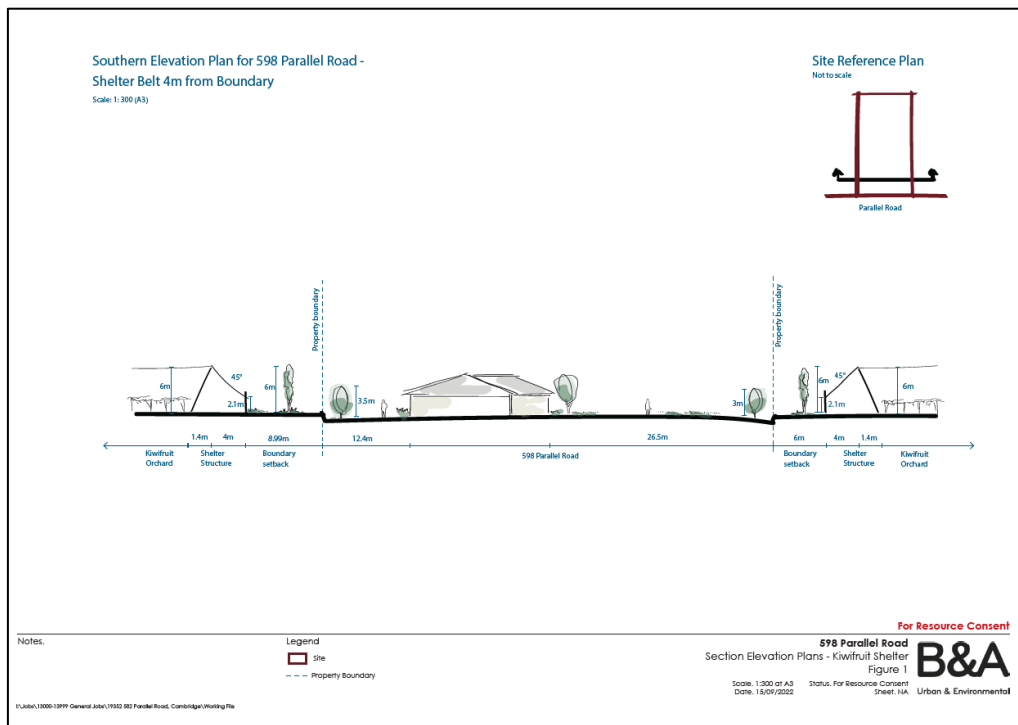 Southern Elevation Plan for 598 Parallel Road -
Shelter Belt 4m from Boundary
Scale: 1: 300 (A3)
Site Reference Plan
Not to scale
Parallel Road
Property boundary
Property boundary
6m
45°
2.1m
6m
3.5m
3m
6m
45°
2.1m
6m
1.4m
4m
8.99m
12.4m
26.5m
6m
4m
1.4m
Kiwifruit
Orchard
Shelter
Structure
Boundary
setback
598 Parallel Road
Boundary
setback
Shelter
Structure
Kiwifruit
Orchard
For Resource Consent
Notes.
Legend
Site
Property Boundary
598 Parallel Road
Section Elevation Plans - Kiwifruit Shelter
Figure 1
Scale. 1:300 at A3
Status. For Resource Consent
Date. 15/09/2022
Sheet. NA
B&A
Urban & Environmental